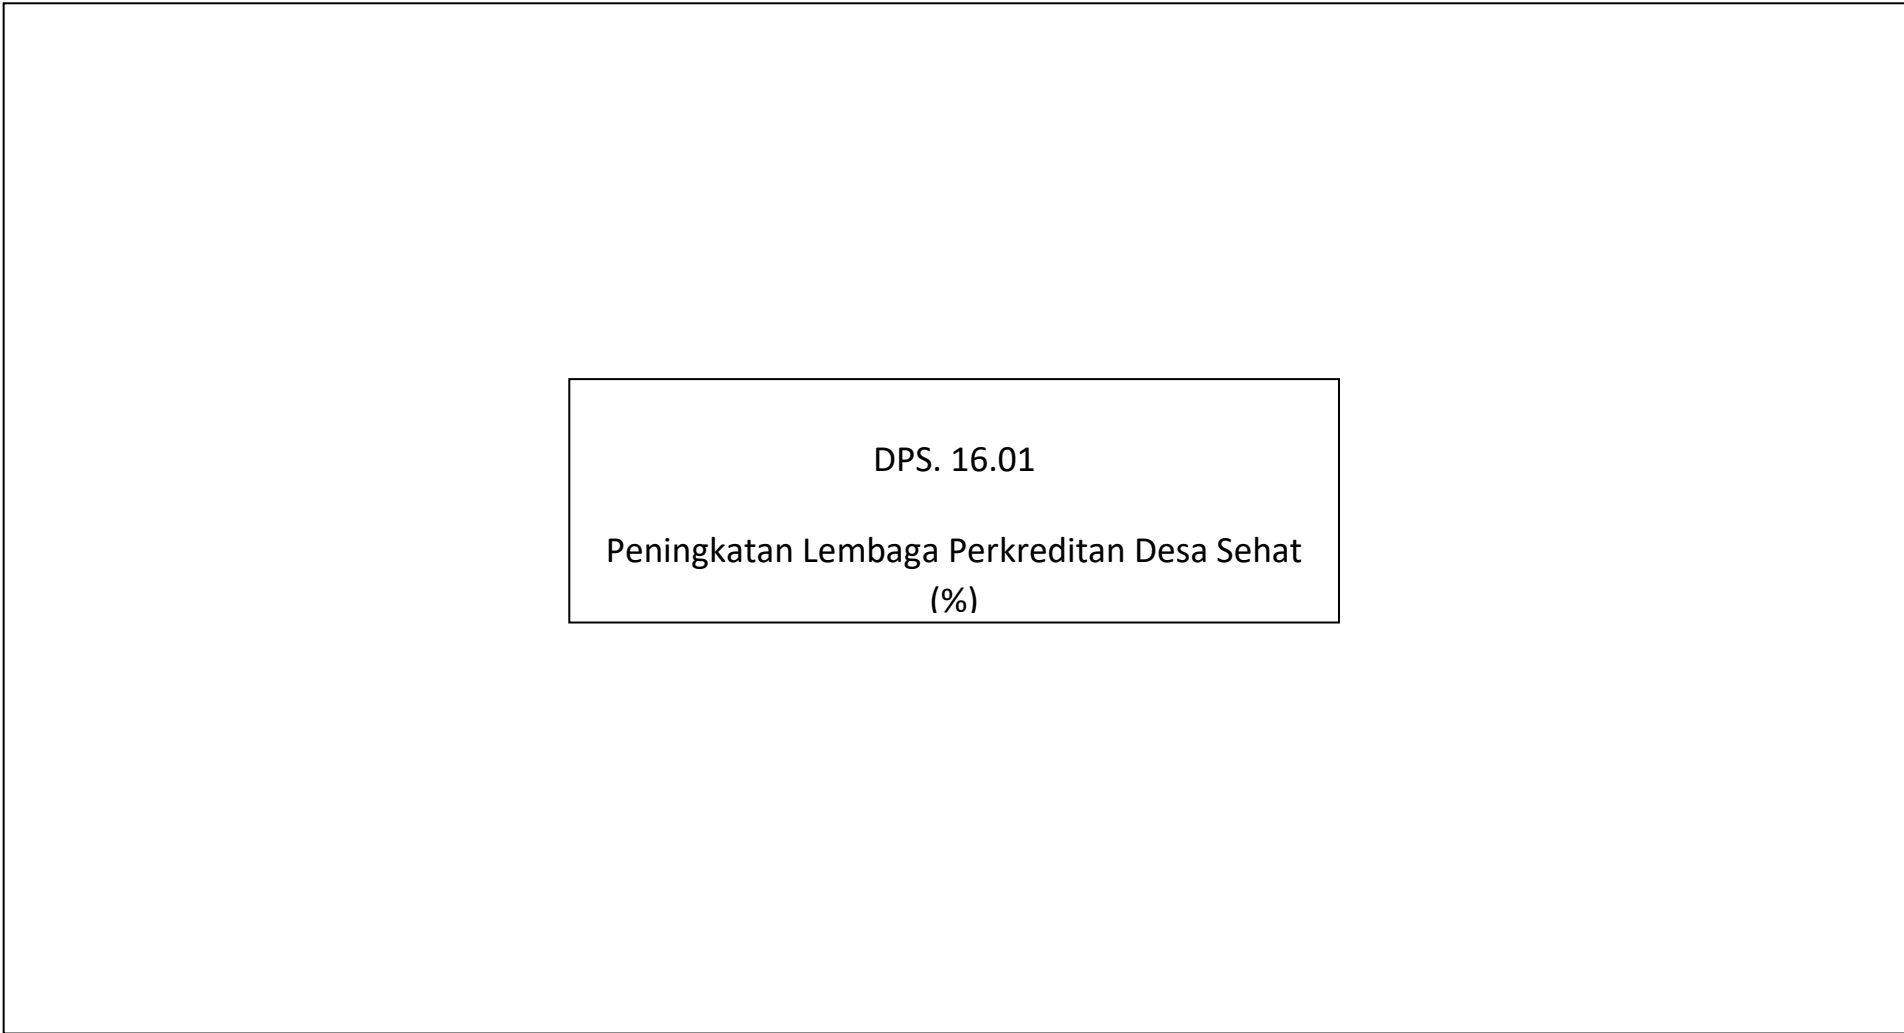 DPS. 16.01
Peningkatan Lembaga Perkreditan Desa Sehat
(%)